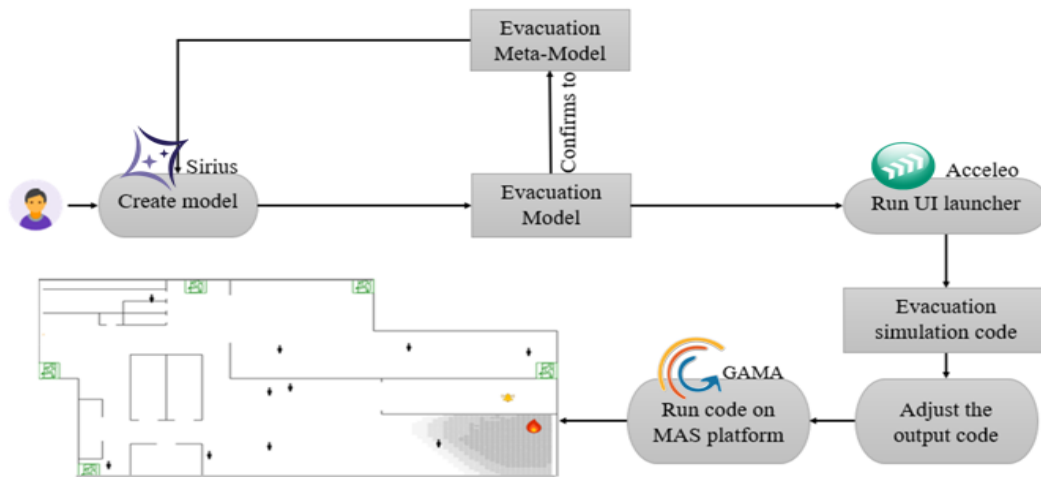 Evacuation
Meta-Model
Confirms to
Sirius
Create model
Evacuation
Model
Acceleo
Run UI launcher
Evacuation
simulation code
GAMA
Run code on
MAS platform
Adjust the
output code